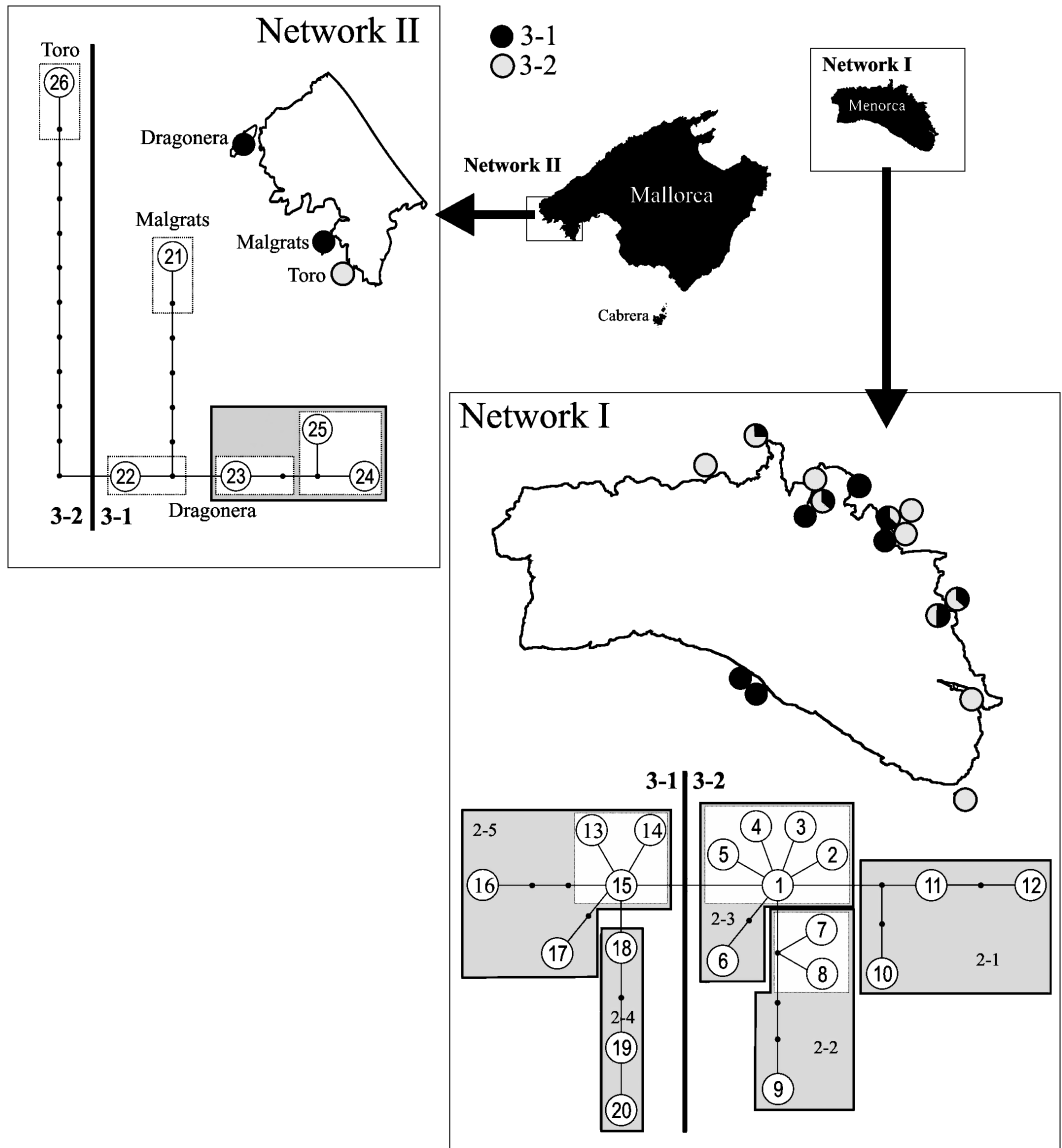 Network II
Toro
26
Dragonera
Malgrats
21
Malgrats
Toro
25
22
23
24
3-2
3-1
Dragonera
3-1
3-2
Network I
Menorca
Network II
Mallorca
Cabrera
Network I
3-1
3-2
2-5
13
14
16
15
17
18
2-4
19
20
4
3
5
2
1
2-3
6
7
8
2-2
9
11
12
10
2-1